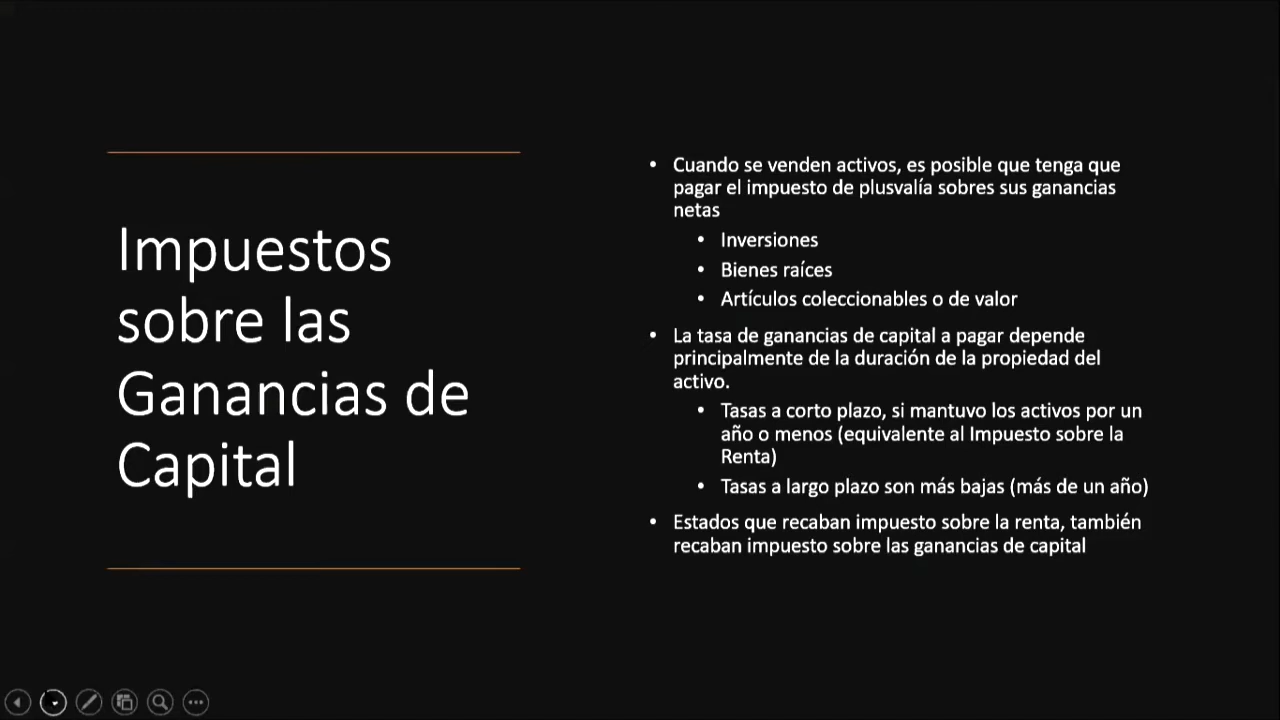 Impuestos
sobre las
Ganancias de
Capital
• Cuando se venden activos, es posible que tenga que
pagar el impuesto de plusvalía sobres sus ganancias
netas
• Inversiones
• Bienes raíces
• Artículos coleccionables o de valor
• La tasa de ganancias de capital a pagar depende
principalmente de la duración de la propiedad del
activo.
• Tasas a corto plazo, si mantuvo los activos por un
año o menos (equivalente al Impuesto sobre la
Renta)
• Tasas a largo plazo son más bajas (más de un año)
• Estados que recaban impuesto sobre la renta, también
recaban impuesto sobre las ganancias de capital